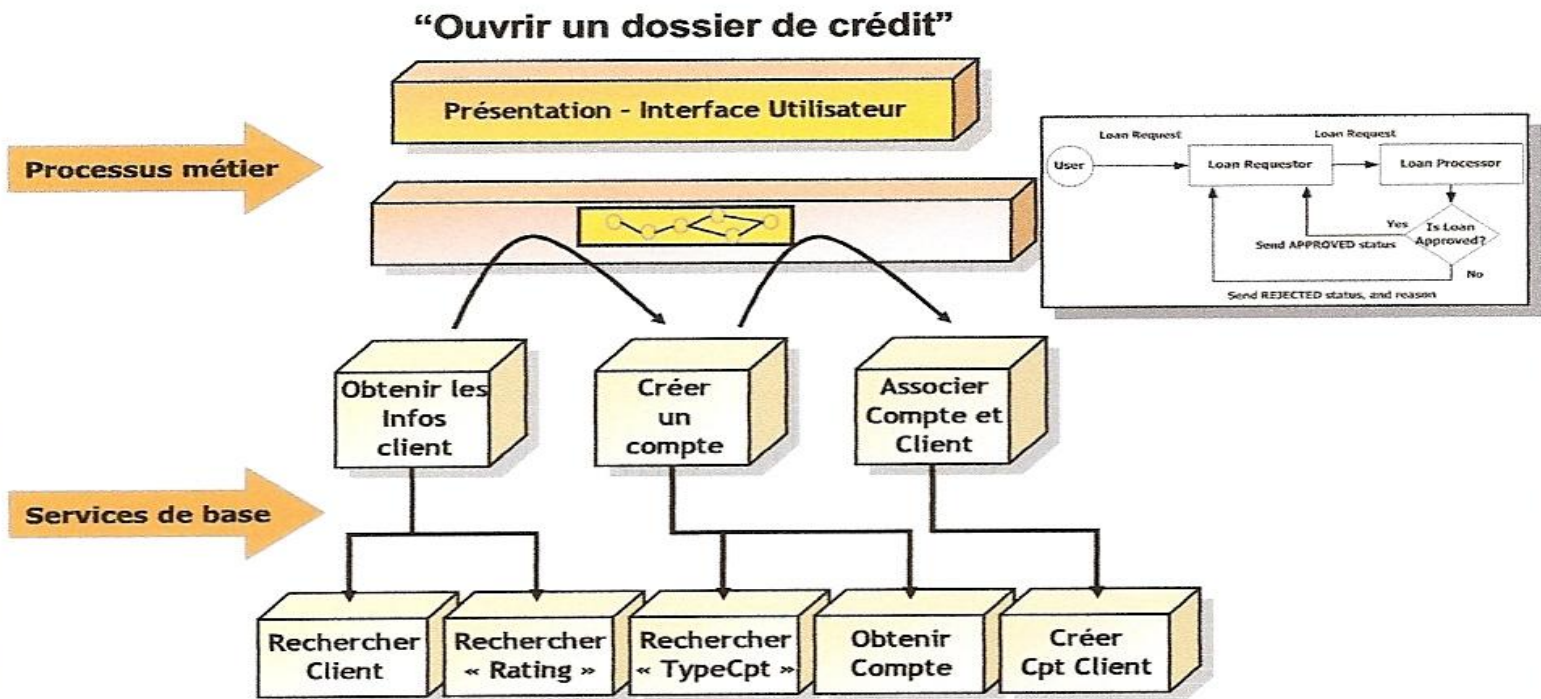 “Ouvrir un dossier de crédit”
Présentation - Interface Utilisateur
Processus métier
Loan Request
Loan Request
User
Loan Requestor
Loan Processor
Yes
Is Loan
Approved?
Send APPROVED status
No
Send REJECTED status, and reason
Obtenir les
Infos
client
Créer
un
compte
Associer
Compte et
Client
Services de base
Rechercher
Client
Rechercher
« Rating »
Rechercher
« TypeCpt »
Obtenir
Compte
Créer
Cpt Client